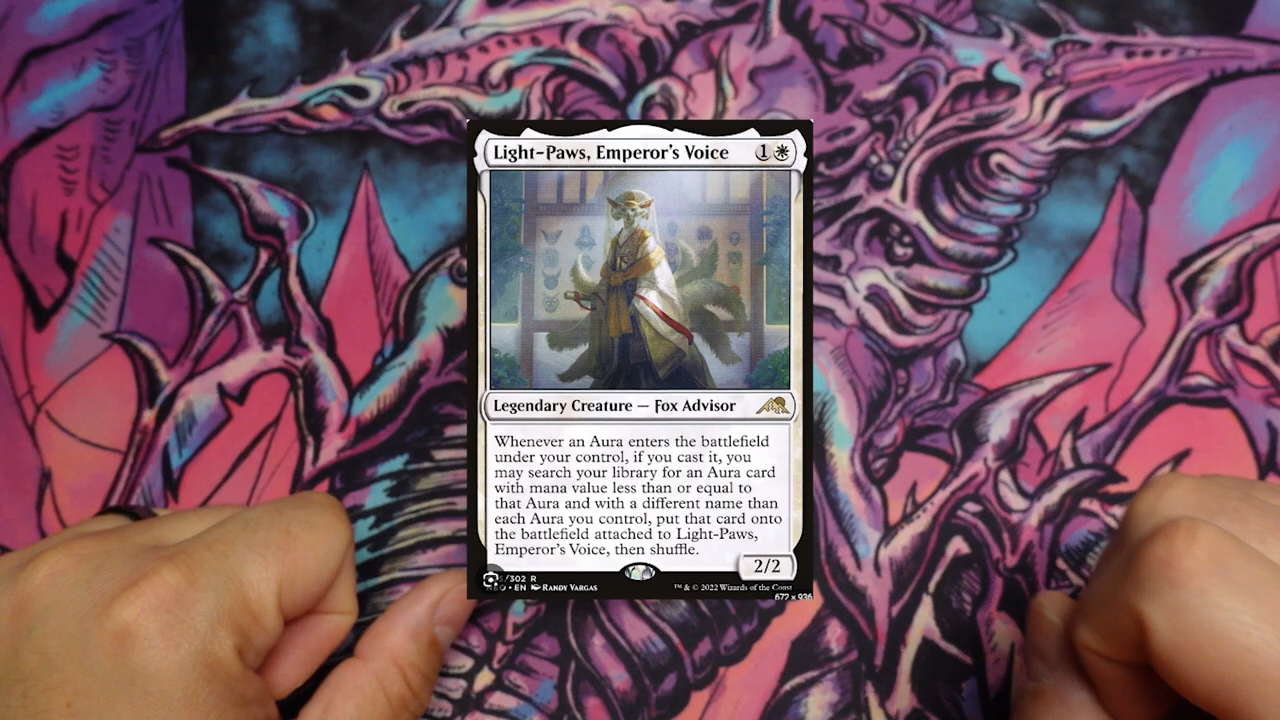 Light-Paws, Emperor's Voice 1
Legendary Creature — Fox Advisor
Whenever an Aura enters the battlefield
under your control, if you cast it, you
may search your library for an Aura card
with mana value less than or equal to
that Aura and with a different name than
each Aura you control, put that card onto
the battlefield attached to Light-Paws,
Emperor's Voice, then shuffle.
2/2
/302 R
• EN RANDY VARGAS
™ & © 2022 Wizards of the Coast
672 × 936